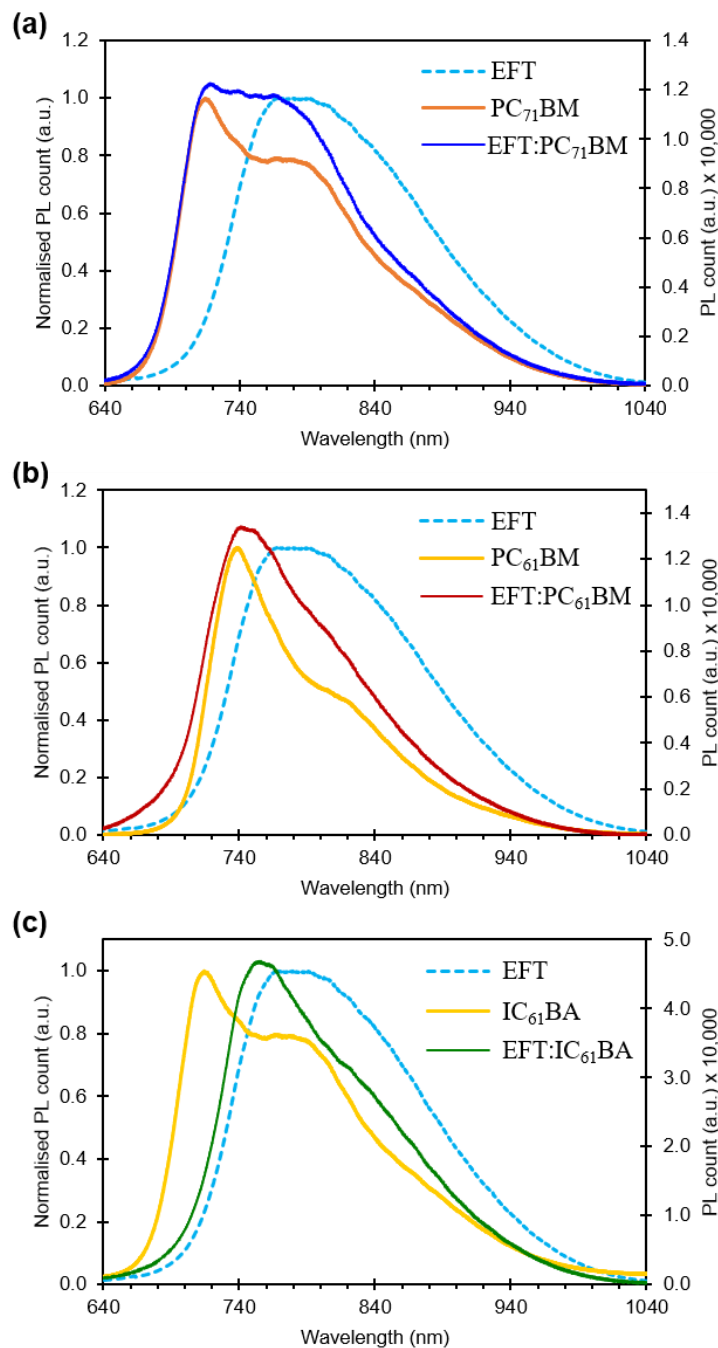 (a)
1.2
1.0
0.8
0.6
0.4
0.2
0.0
Normalised PL count (a.u.)
EFT
PC₇₁BM
EFT:PC₇₁BM
1.4
1.2
1.0
0.8
0.6
0.4
0.2
0.0
PL count (a.u.) x 10,000
640 740 840 940 1040
Wavelength (nm)
(b)
1.2
1.0
0.8
0.6
0.4
0.2
0.0
Normalised PL count (a.u.)
EFT
PC₆₁BM
EFT:PC₆₁BM
1.4
1.2
1.0
0.8
0.6
0.4
0.2
0.0
PL count (a.u.) x 10,000
640 740 840 940 1040
Wavelength (nm)
(c)
1.0
0.8
0.6
0.4
0.2
0.0
Normalised PL count (a.u.)
EFT
IC₆₁BA
EFT:IC₆₁BA
5.0
4.0
3.0
2.0
1.0
0.0
PL count (a.u.) x 10,000
640 740 840 940 1040
Wavelength (nm)